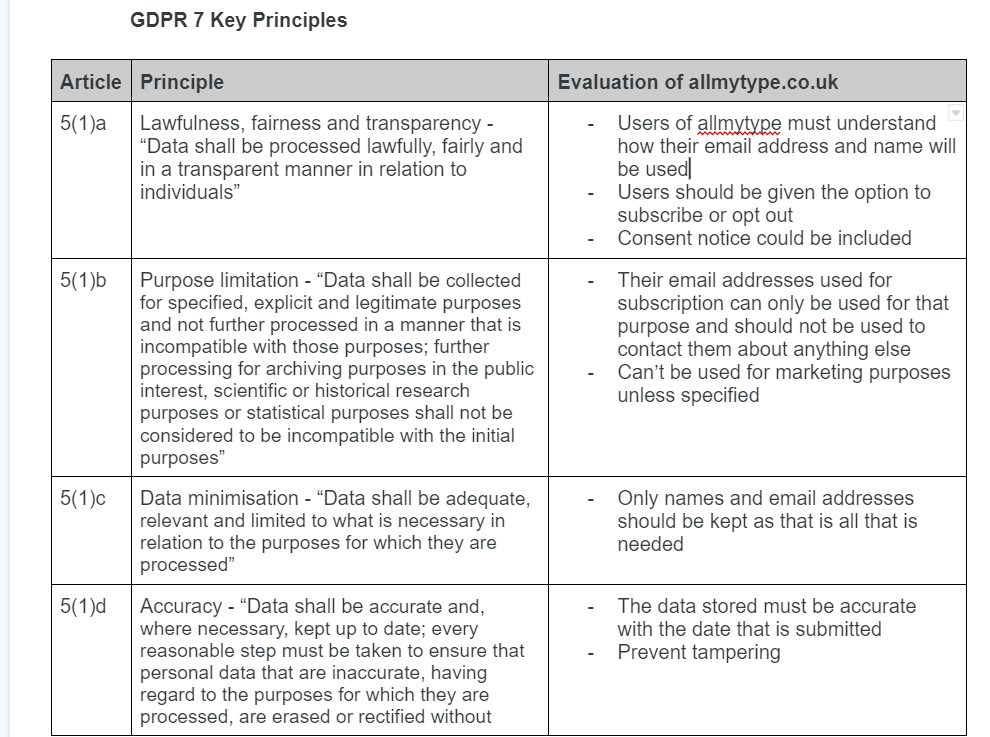 GDPR 7 Key Principles
Article Principle Evaluation of allmytype.co.uk
5(1)a
Lawfulness, fairness and transparency -
“Data shall be processed lawfully, fairly and
in a transparent manner in relation to
individuals”
- Users of allmytype must understand
how their email address and name will
be used
- Users should be given the option to
subscribe or opt out
- Consent notice could be included
5(1)b
Purpose limitation - “Data shall be collected
for specified, explicit and legitimate purposes
and not further processed in a manner that is
incompatible with those purposes; further
processing for archiving purposes in the public
interest, scientific or historical research
purposes or statistical purposes shall not be
considered to be incompatible with the initial
purposes”
- Their email addresses used for
subscription can only be used for that
purpose and should not be used to
contact them about anything else
- Can’t be used for marketing purposes
unless specified
5(1)c
Data minimisation - “Data shall be adequate,
relevant and limited to what is necessary in
relation to the purposes for which they are
processed”
- Only names and email addresses
should be kept as that is all that is
needed
5(1)d
Accuracy - “Data shall be accurate and,
where necessary, kept up to date; every
reasonable step must be taken to ensure that
personal data that are inaccurate, having
regard to the purposes for which they are
processed, are erased or rectified without
- The data stored must be accurate
with the date that is submitted
- Prevent tampering